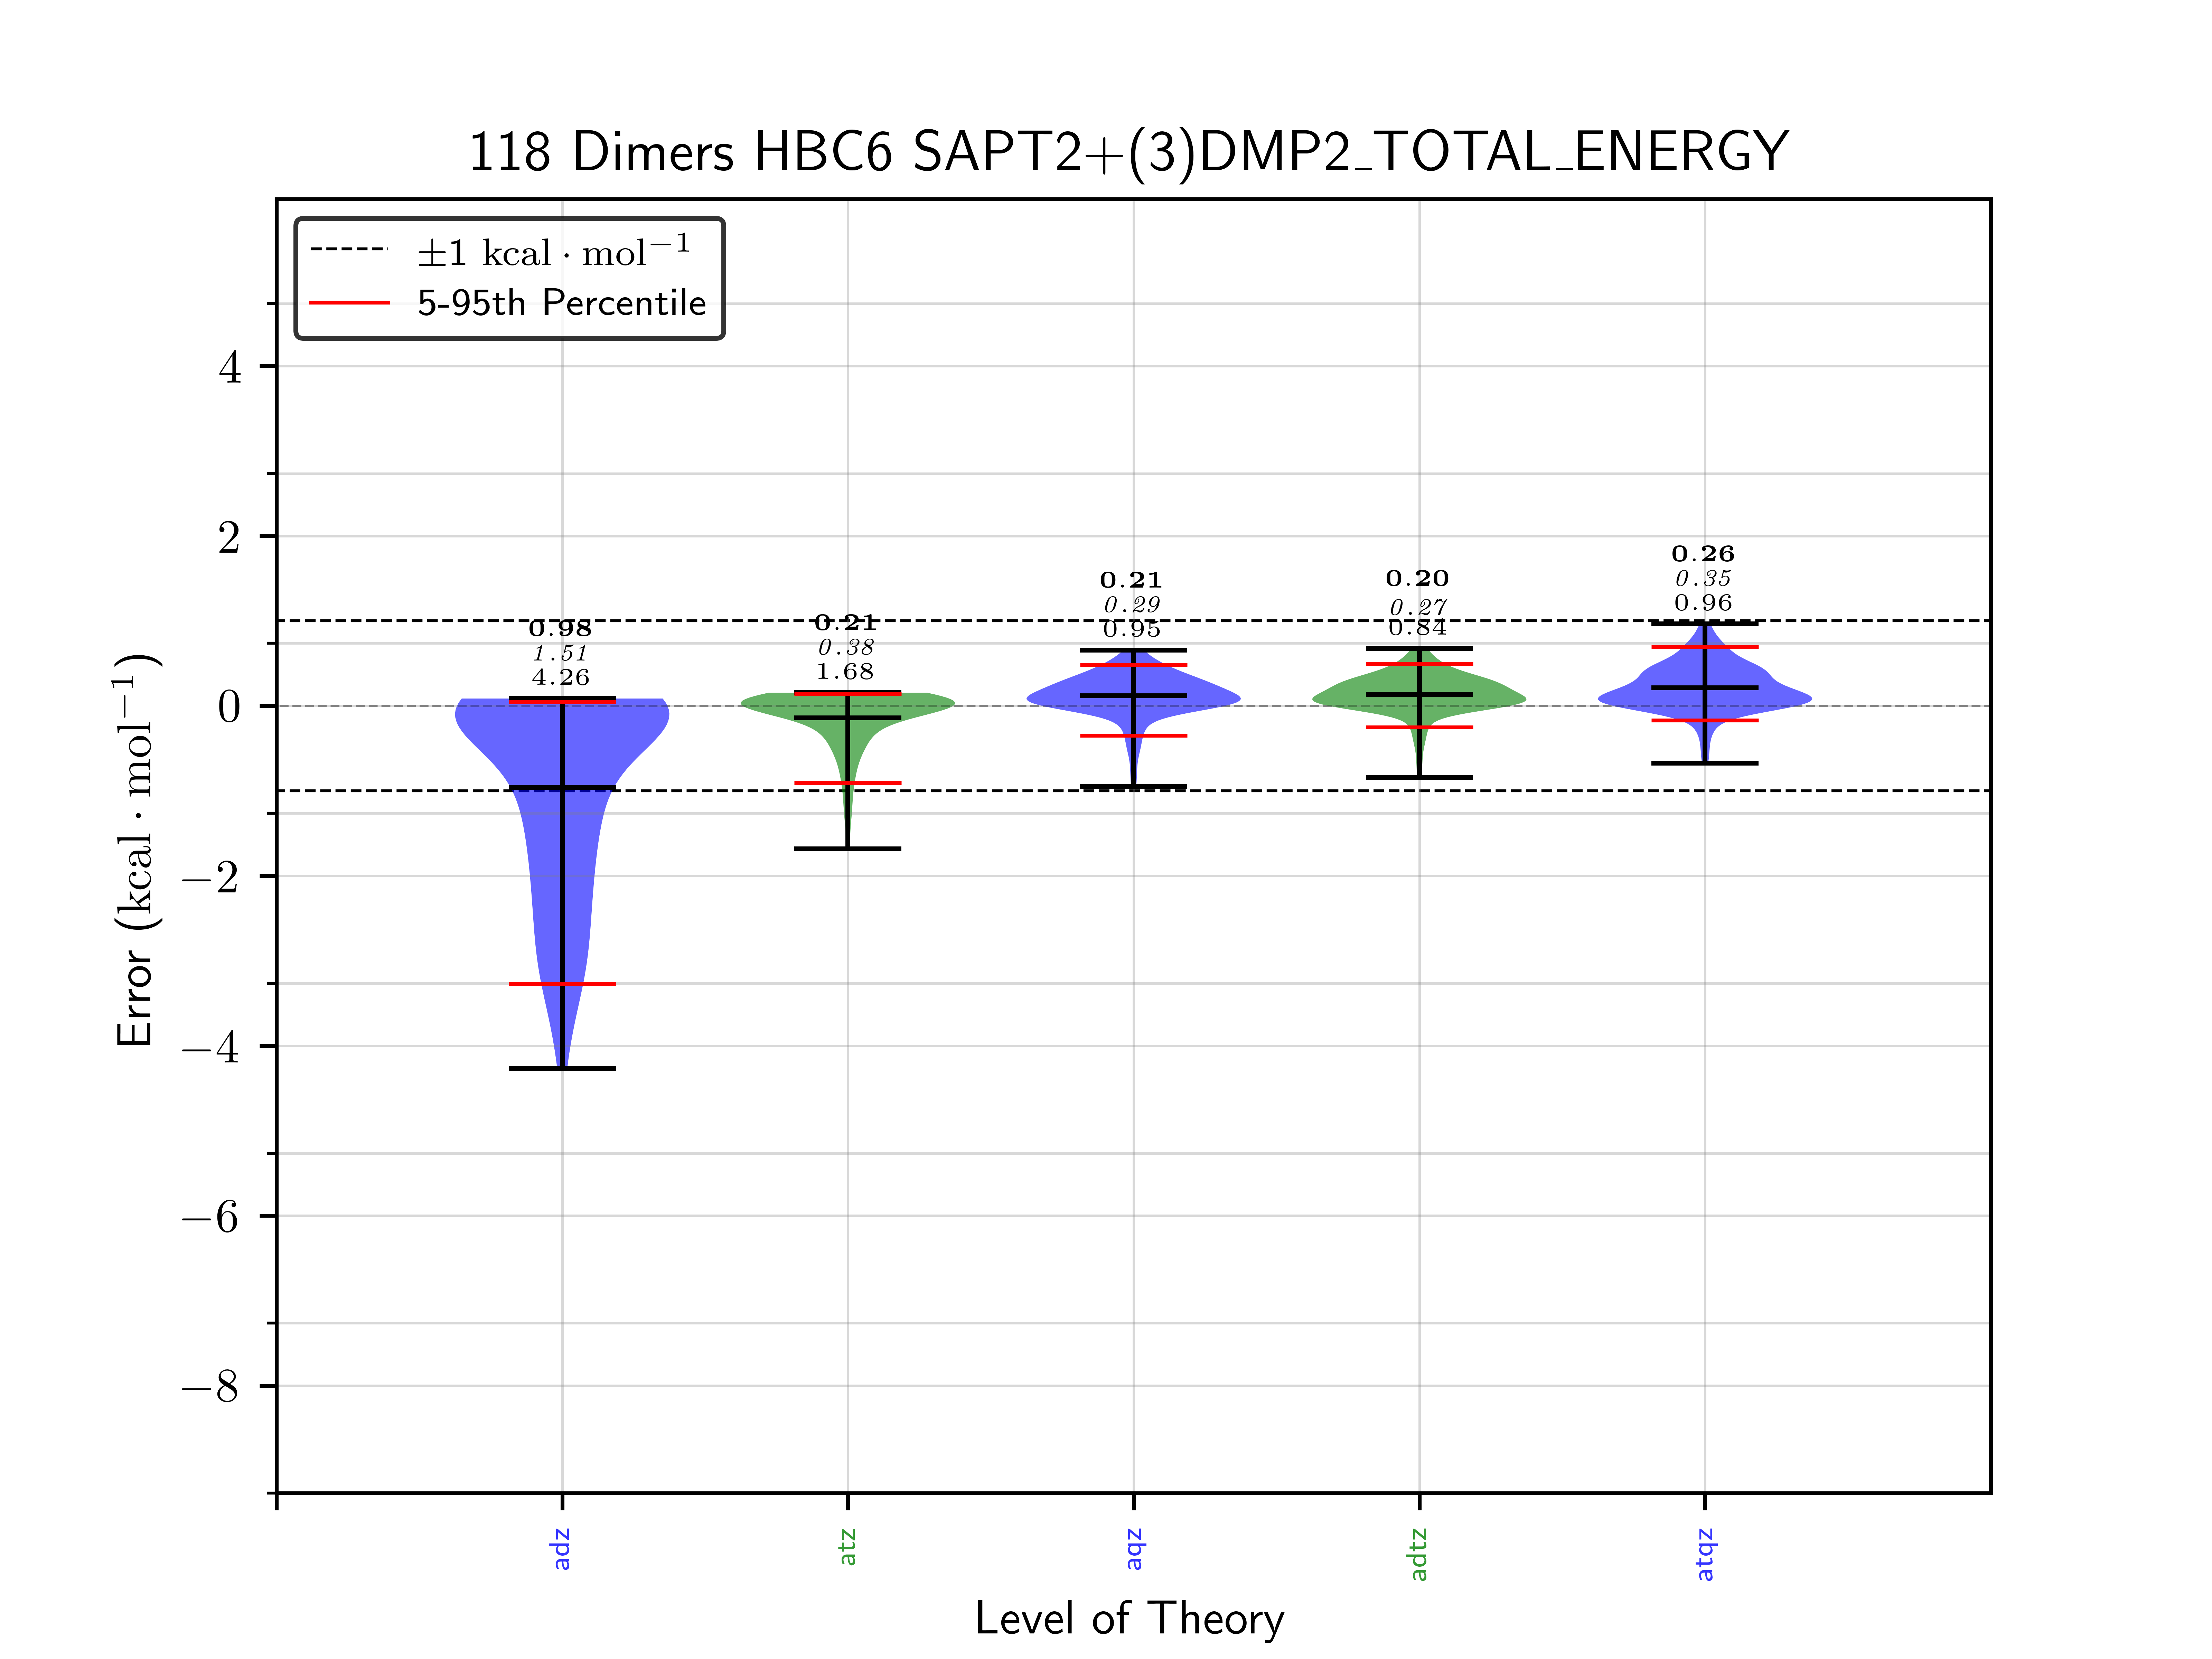 118 Dimers HBC6 SAPT2+(3)DMP2_TOTAL_ENERGY
±1 kcal · mol⁻¹
5-95th Percentile
Error (kcal · mol⁻¹)
4
2
0
−2
−4
−6
−8
0.98
1.51
4.26
0.21
0.38
1.68
0.21
0.29
0.95
0.20
0.27
0.84
0.26
0.35
0.96
adz
atz
aqz
adtz
atqz
Level of Theory